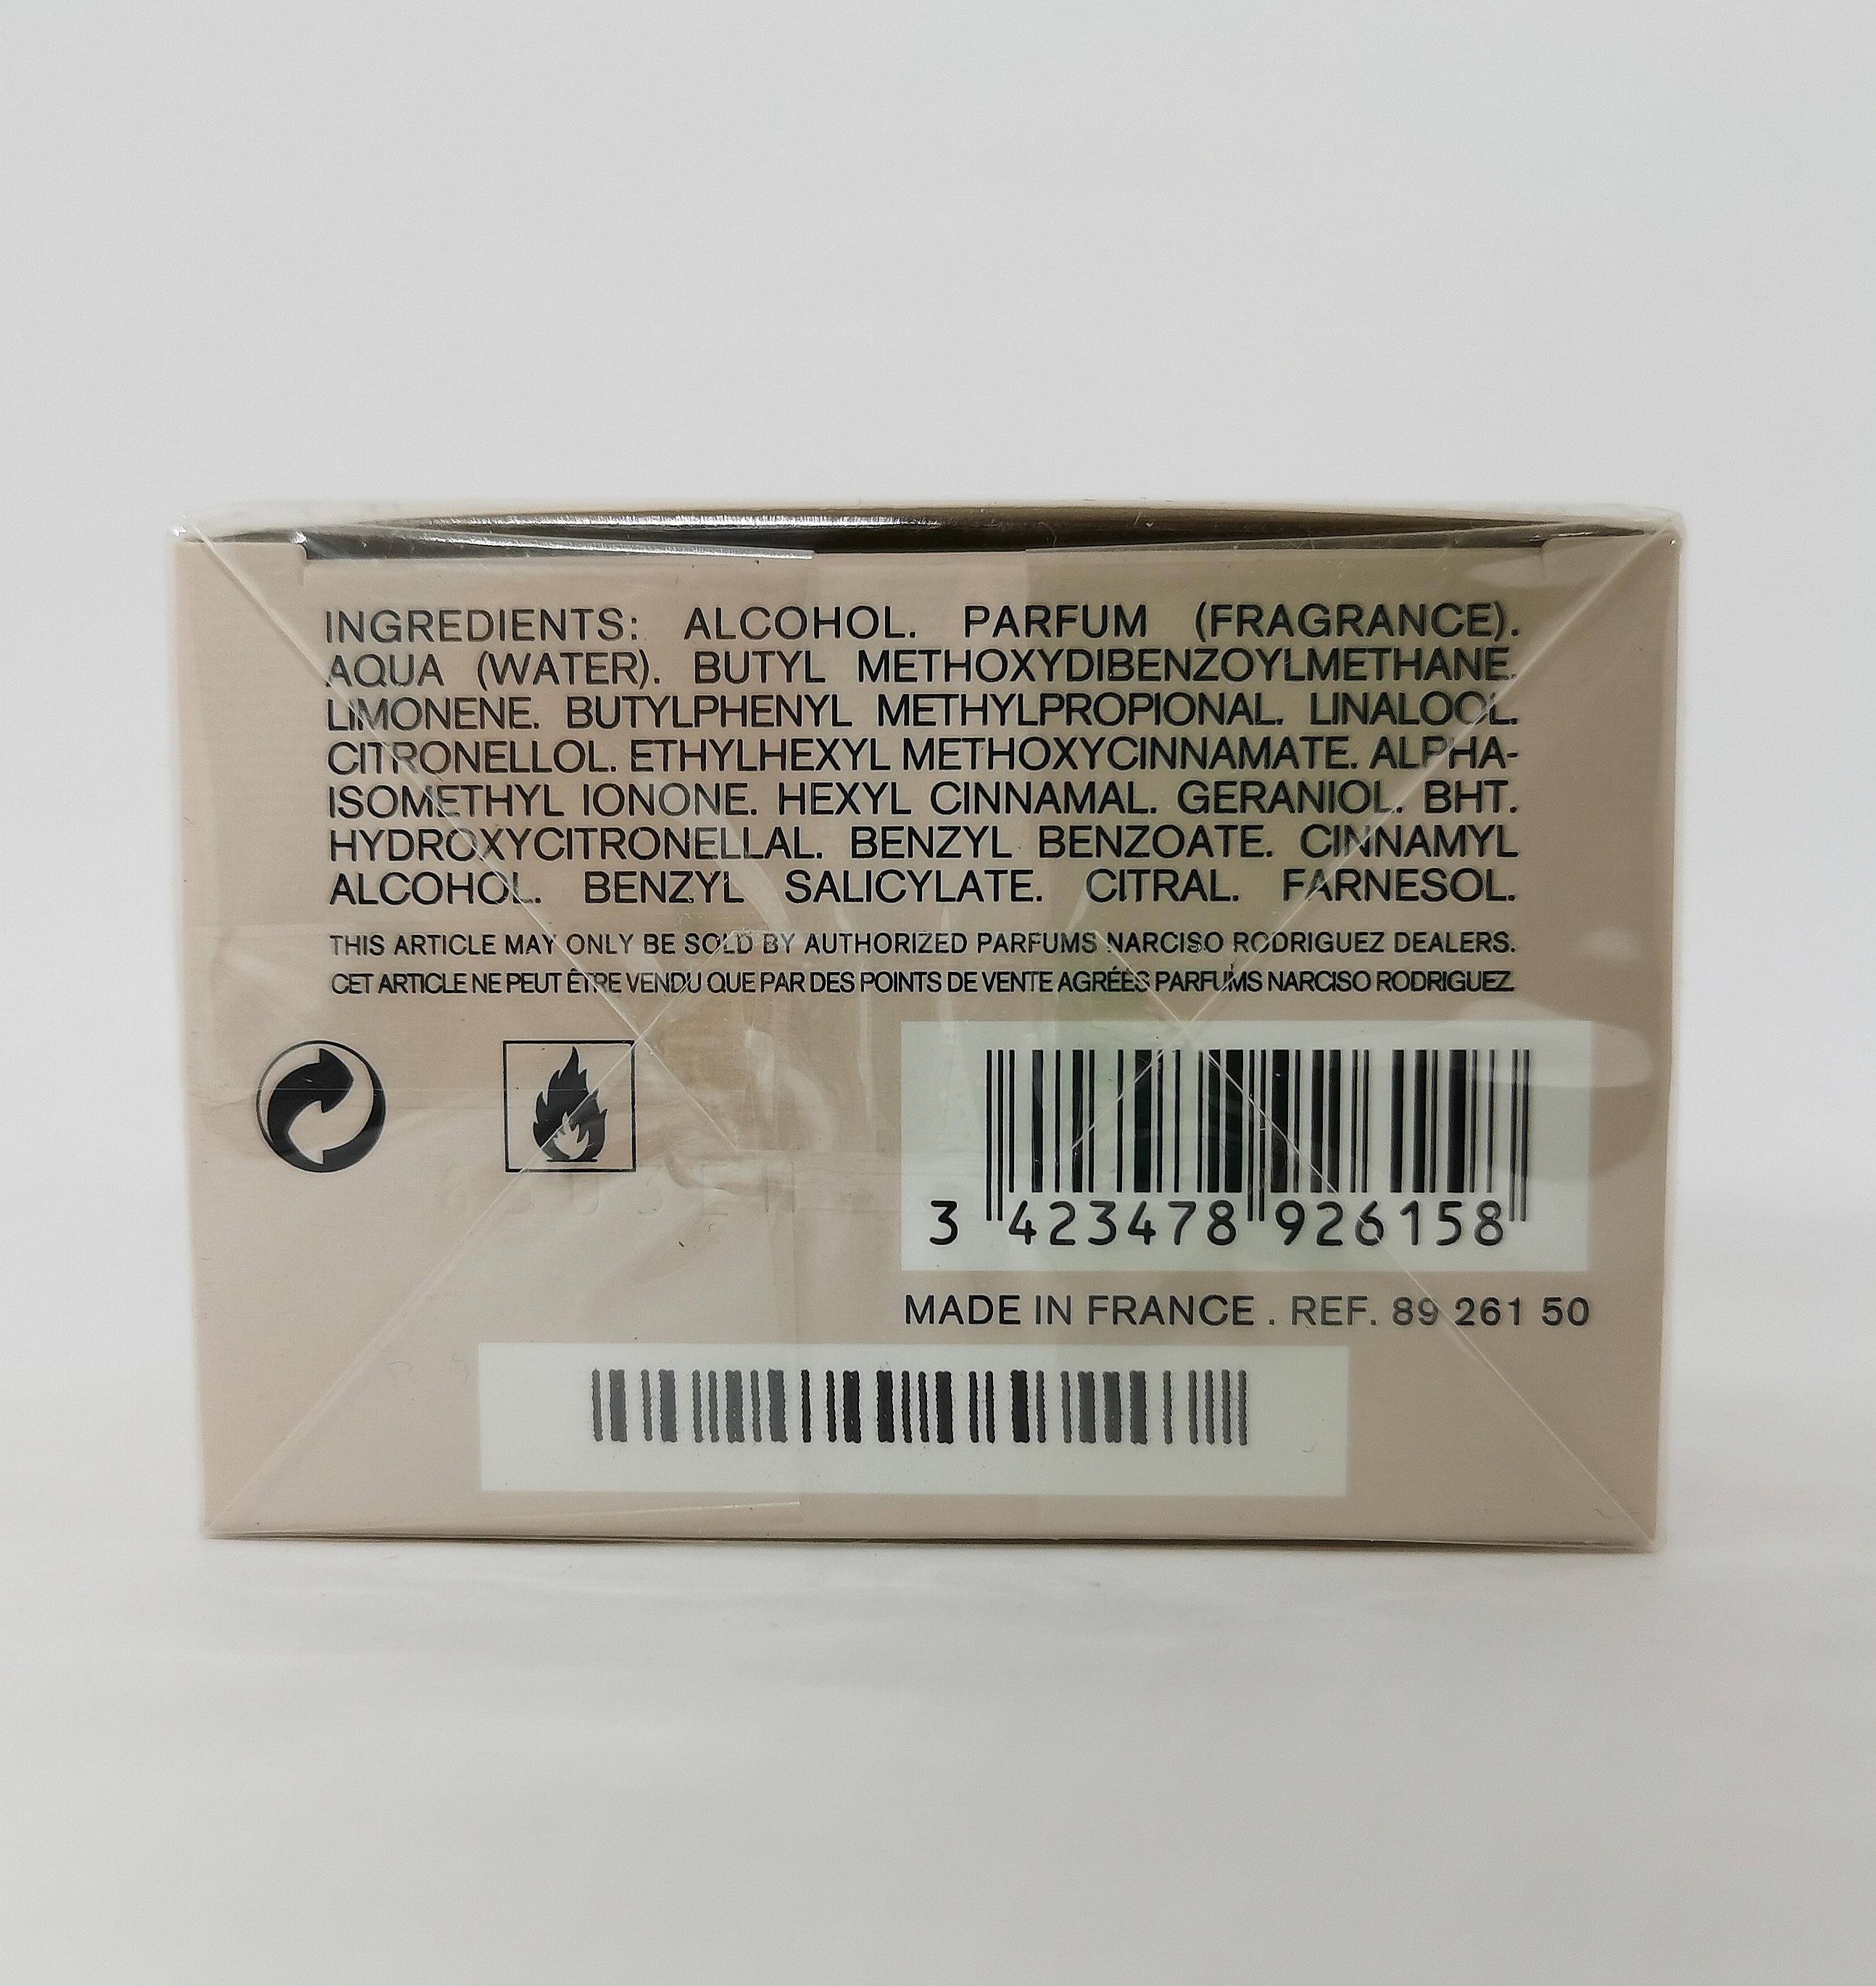 INGREDIENTS: ALCOHOL. PARFUM (FRAGRANCE).
AQUA (WATER). BUTYL METHOXYDIBENZOYLMETHANE.
LIMONENE. BUTYLPHENYL METHYLPROPIONAL. LINALOOL.
CITRONELLOL. ETHYLHEXYL METHOXYCINNAMATE. ALPHA-
ISOMETHYL IONONE. HEXYL CINNAMAL. GERANIOL. BHT.
HYDROXYCITRONELLAL. BENZYL BENZOATE. CINNAMYL
ALCOHOL. BENZYL SALICYLATE. CITRAL. FARNESOL.
THIS ARTICLE MAY ONLY BE SOLD BY AUTHORIZED PARFUMS NARCISO RODRIGUEZ DEALERS.
CET ARTICLE NE PEUT ÊTRE VENDU QUE PAR DES POINTS DE VENTE AGRÉÉS PARFUMS NARCISO RODRIGUEZ.
3 423478 926158
MADE IN FRANCE . REF. 89 261 50